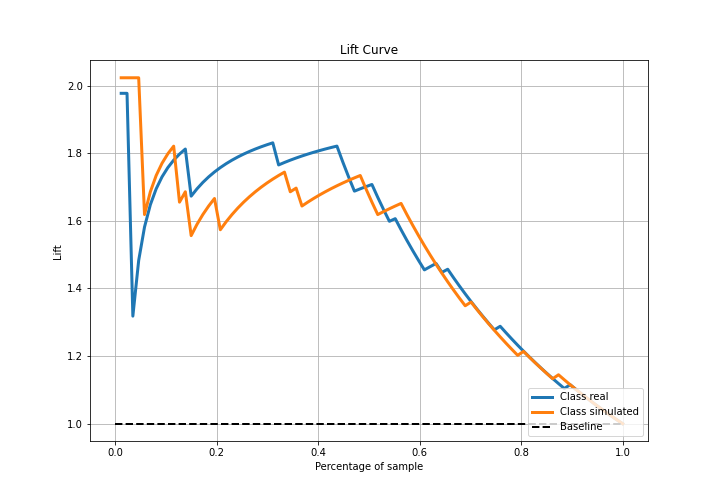 Lift Curve
Lift
2.0
1.8
1.6
1.4
1.2
1.0
0.0 0.2 0.4 0.6 0.8 1.0
Percentage of sample
Class real
Class simulated
Baseline